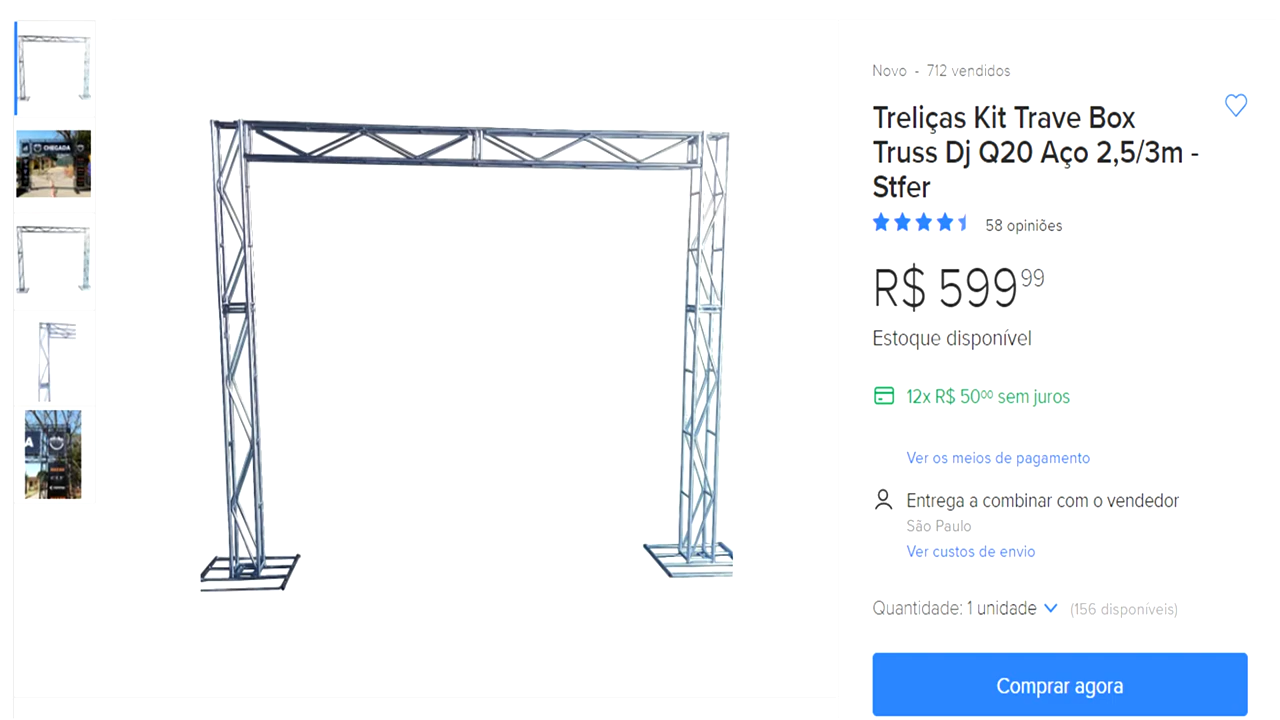 Novo - 712 vendidos
Treliças Kit Trave Box
Truss Dj Q20 Aço 2,5/3m -
Stfer
58 opiniões
R$ 599 99
Estoque disponível
12x R$ 50 00 sem juros
Ver os meios de pagamento
Entrega a combinar com o vendedor
São Paulo
Ver custos de envio
Quantidade: 1 unidade (156 disponíveis)
Comprar agora
CHEGADA
A